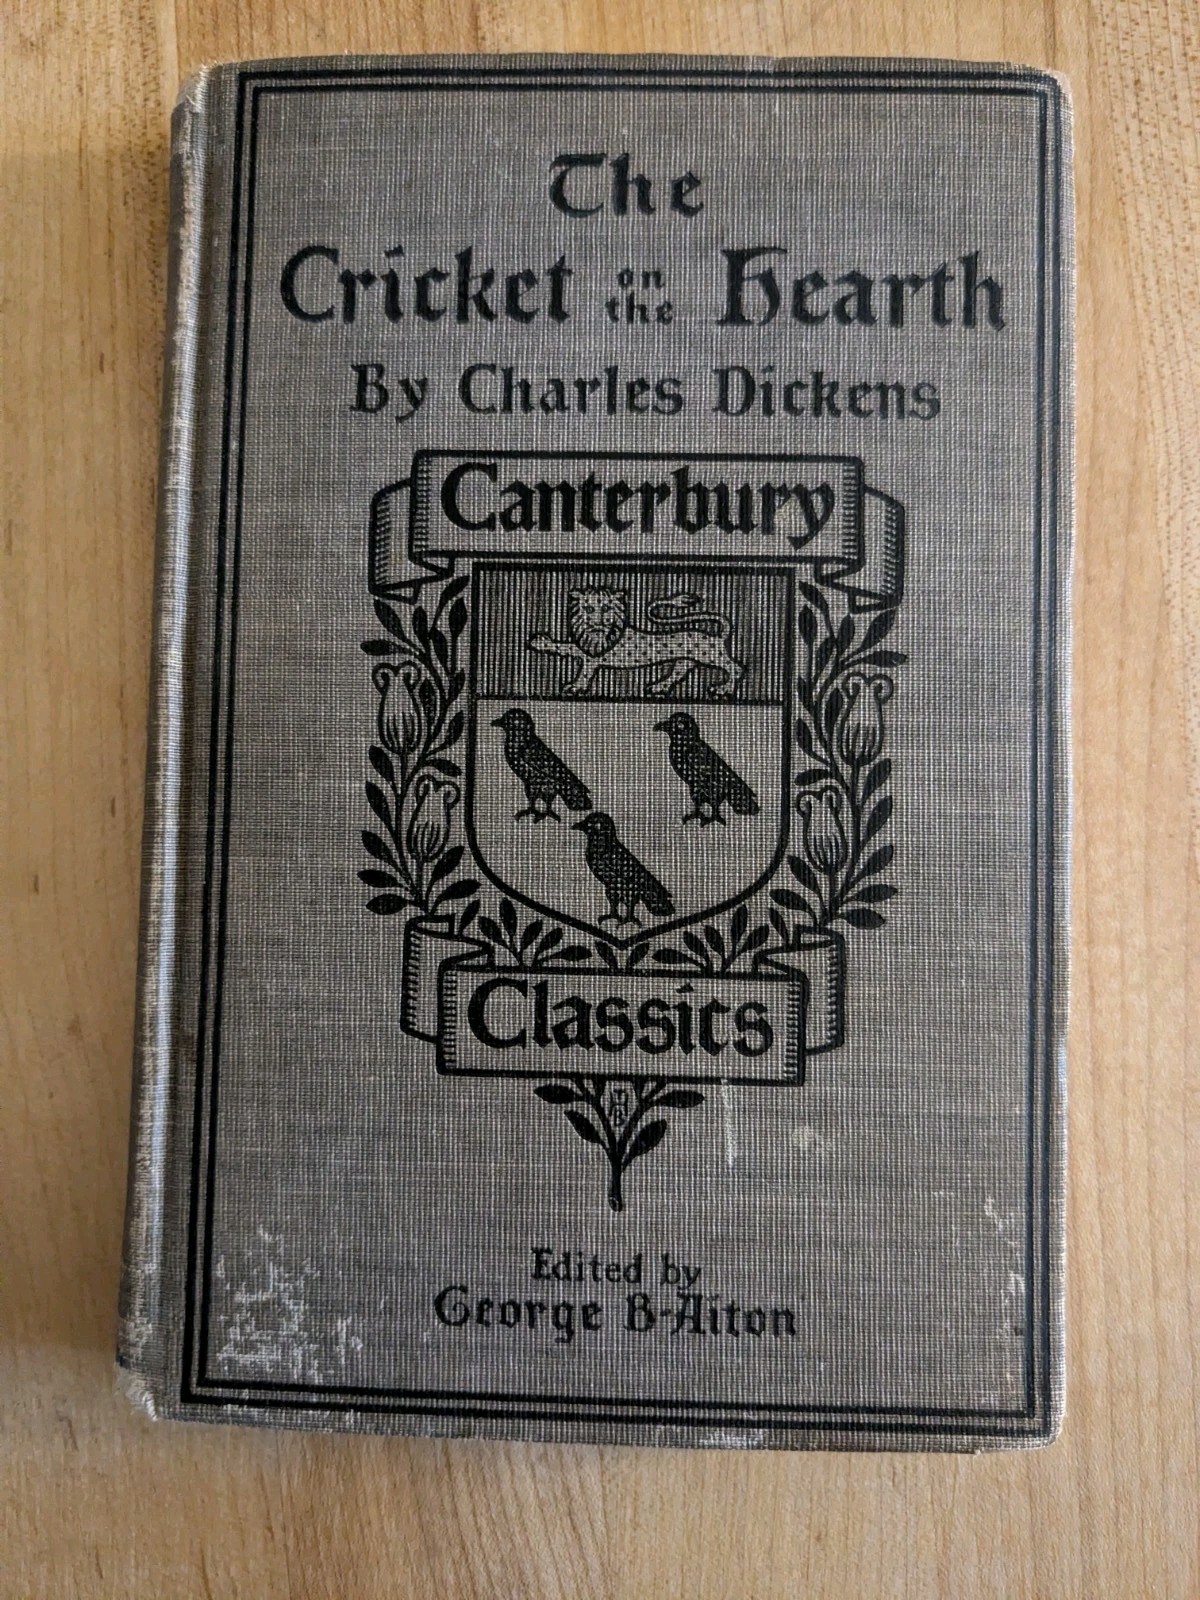 The
Cricket on the Hearth
By Charles Dickens
Canterbury
Classics
Edited by
George B-Aiton